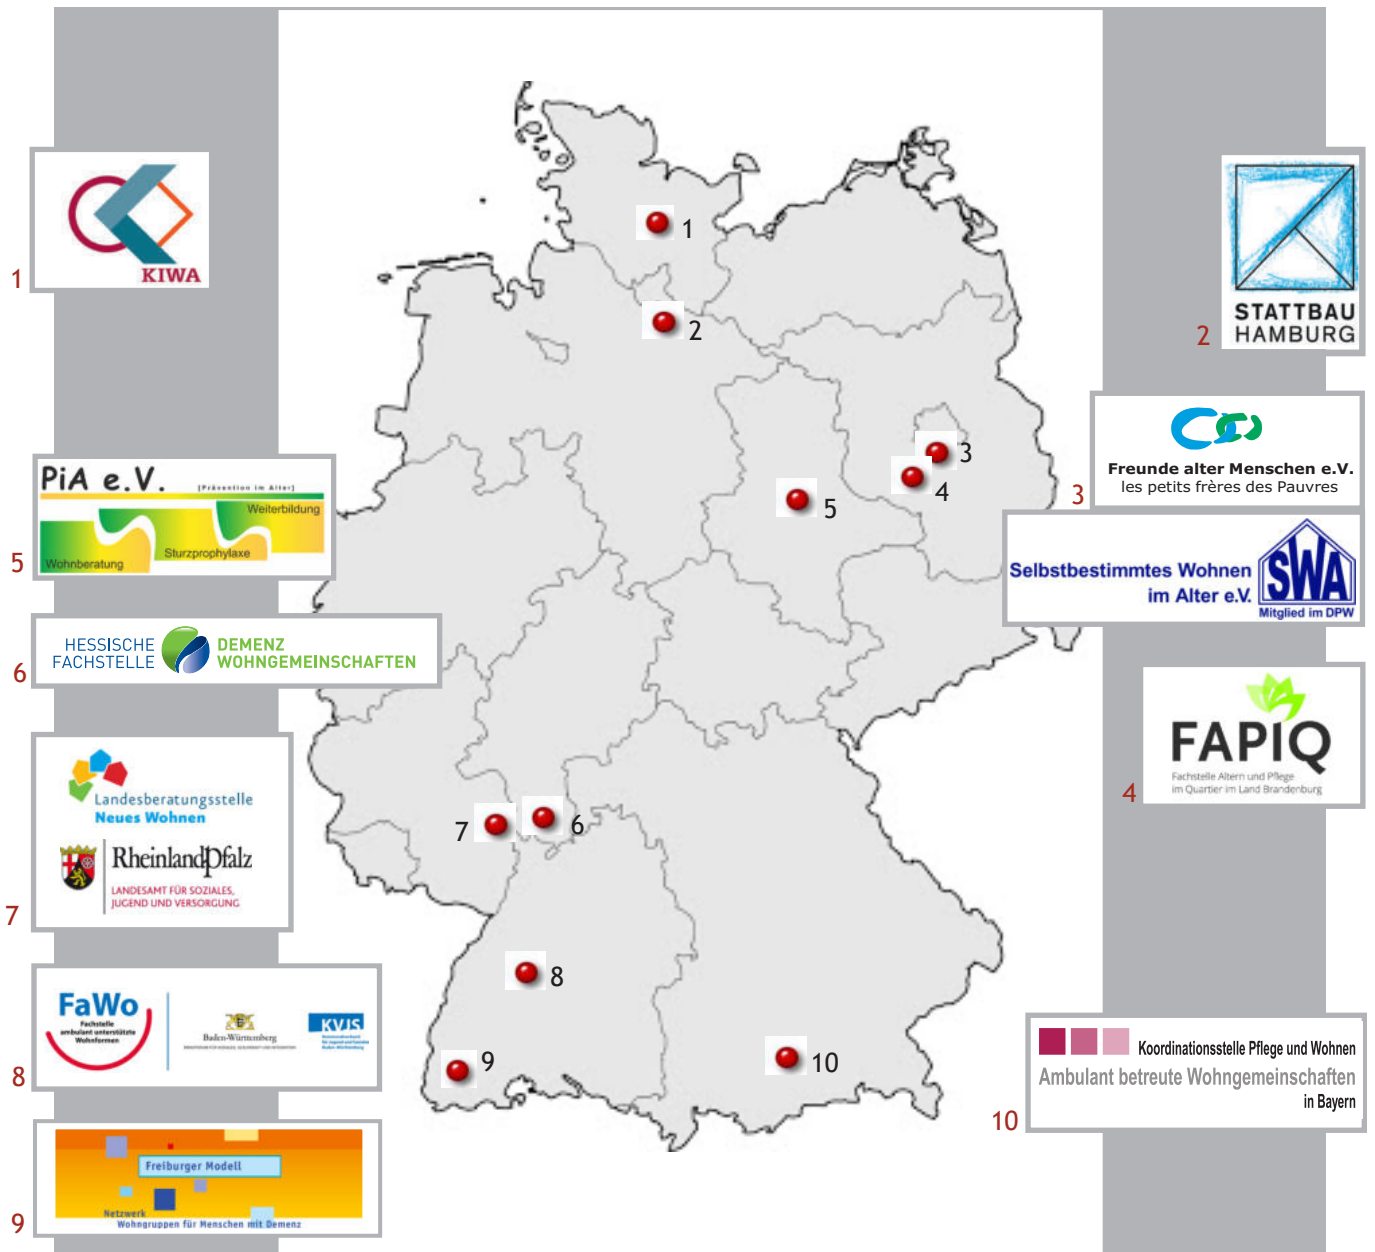 1
KIWA
1
2
STATTBAU
HAMBURG
2
3
Freunde alter Menschen e.V.
les petits frères des Pauvres
3
Selbstbestimmtes Wohnen
im Alter e.V.
SWA
Mitglied im DPW
4
5
PiA e.V.
[Prävention im Alter]
Weiterbildung
Sturzprophylaxe
Wohnberatung
5
HESSISCHE
FACHSTELLE
DEMENZ
WOHNGEMEINSCHAFTEN
6
FAPIQ
Fachstelle Altern und Pflege
im Quartier im Land Brandenburg
4
Landesberatungsstelle
Neues Wohnen
RheinlandPfalz
LANDESAMT FÜR SOZIALES,
JUGEND UND VERSORGUNG
7
7
6
FaWo
Fachstelle
ambulant unterstützte
Wohnformen
Baden-Württemberg
KVJS
8
8
9
10
Koordinationsstelle Pflege und Wohnen
Ambulant betreute Wohngemeinschaften
in Bayern
10
Freiburger Modell
Netzwerk
Wohngruppen für Menschen mit Demenz
9